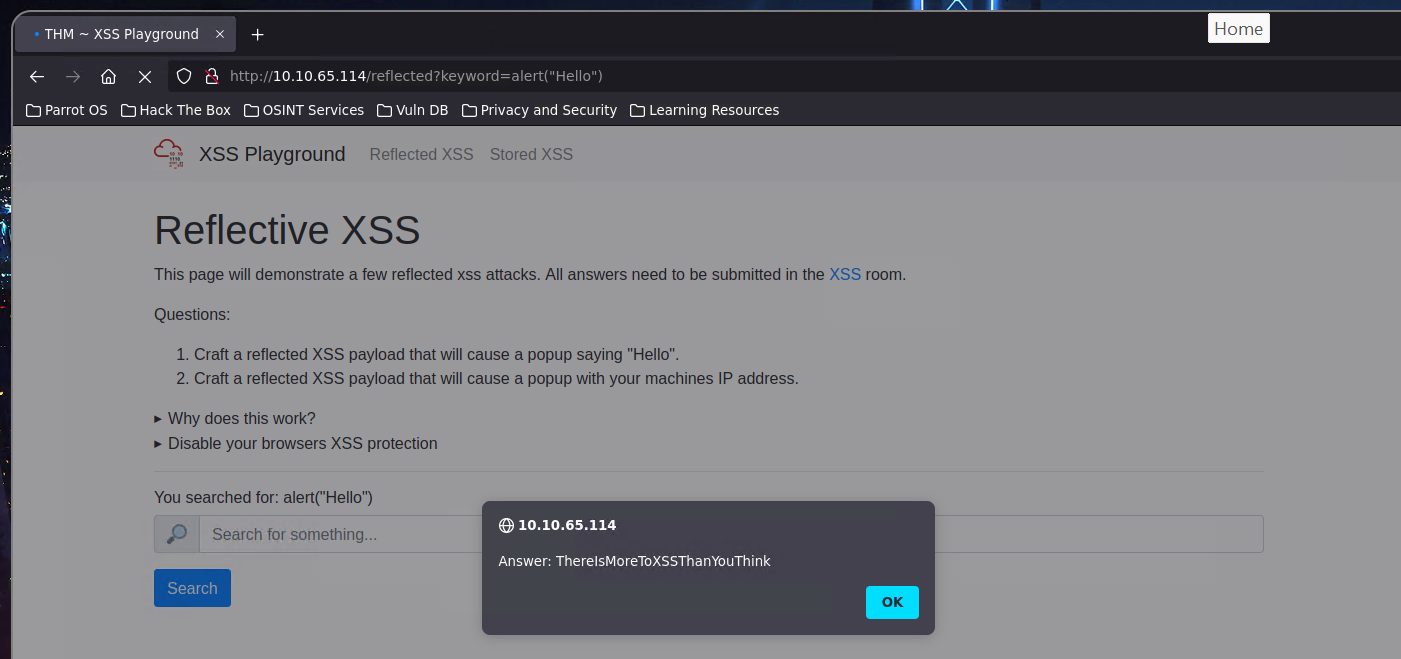 THM ~ XSS Playground
Home
http://10.10.65.114/reflected?keyword=alert("Hello")
Parrot OS Hack The Box OSINT Services Vuln DB Privacy and Security Learning Resources
XSS Playground Reflected XSS Stored XSS
Reflective XSS
This page will demonstrate a few reflected xss attacks. All answers need to be submitted in the XSS room.
Questions:
1. Craft a reflected XSS payload that will cause a popup saying "Hello".
2. Craft a reflected XSS payload that will cause a popup with your machines IP address.
Why does this work?
Disable your browsers XSS protection
You searched for: alert("Hello")
Search for something...
Search
10.10.65.114
Answer: ThereIsMoreToXSSThanYouThink
OK